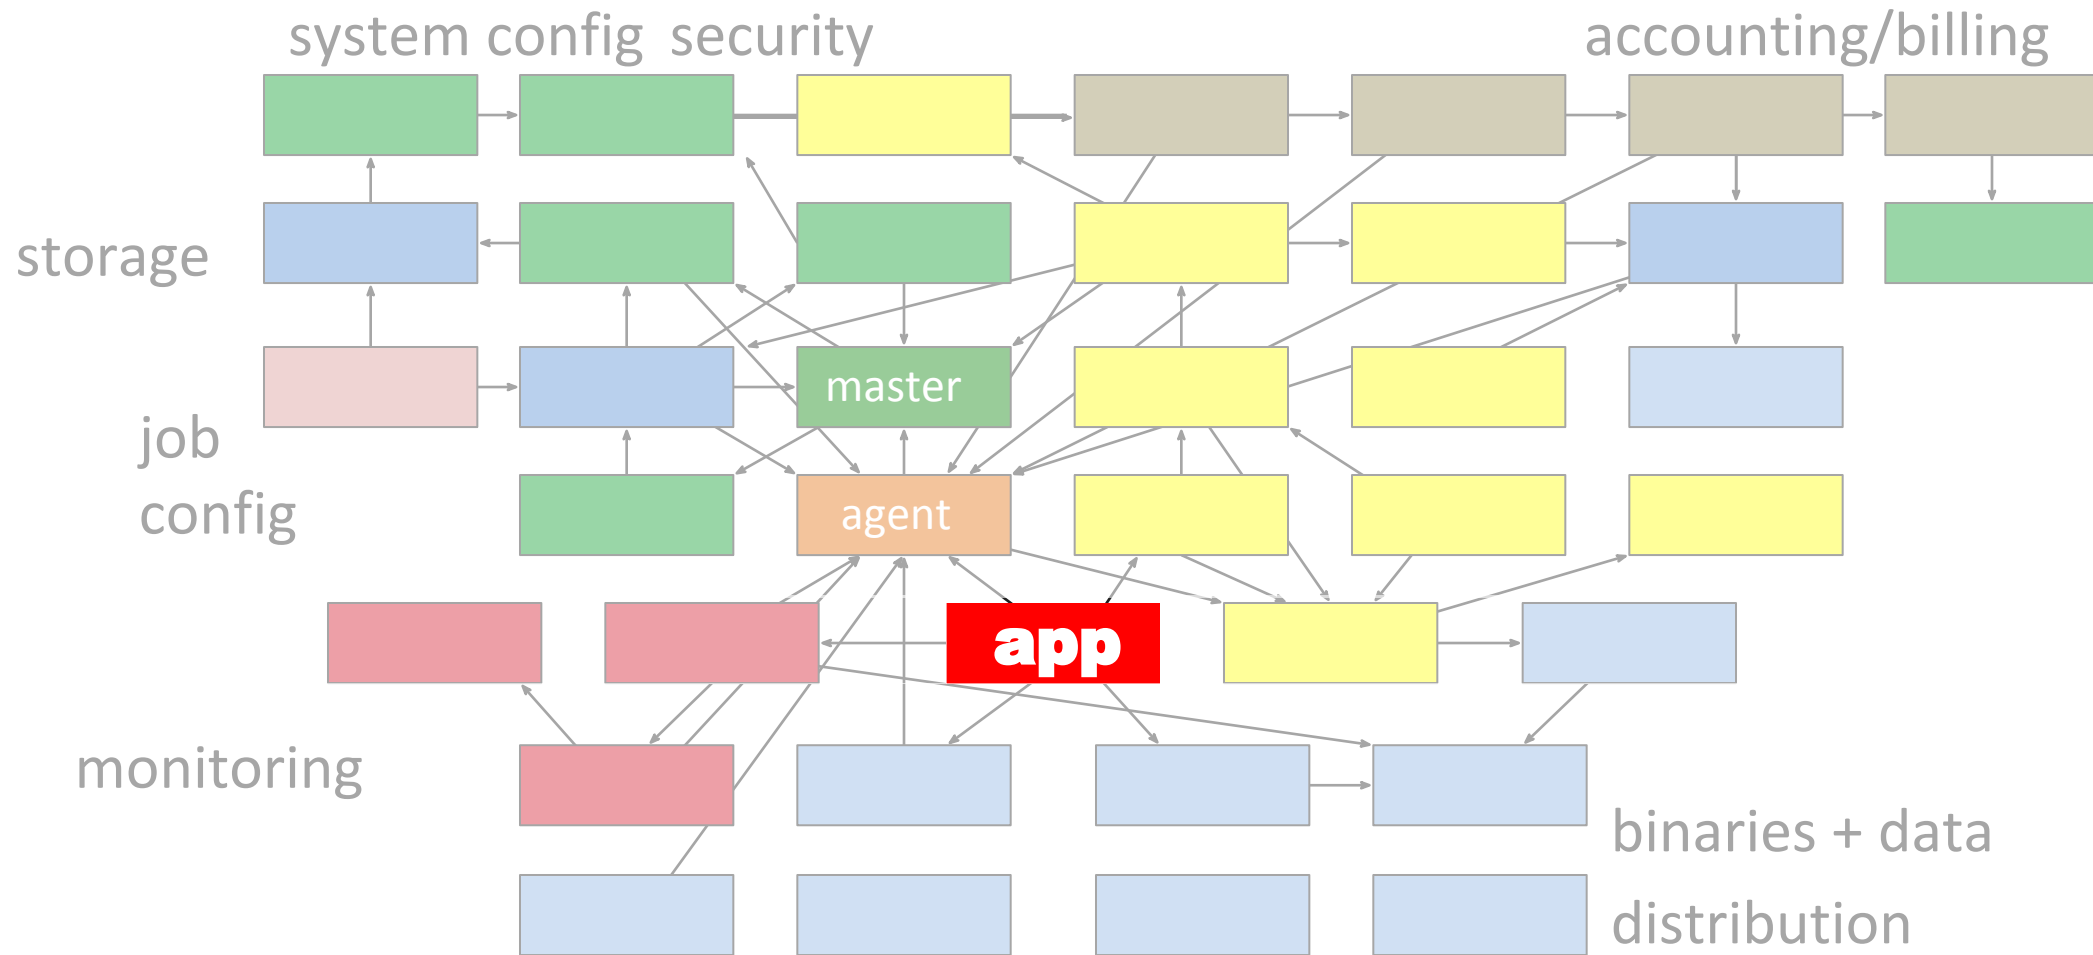 system config security
accounting/billing
storage
master
job
config
agent
app
monitoring
binaries + data
distribution